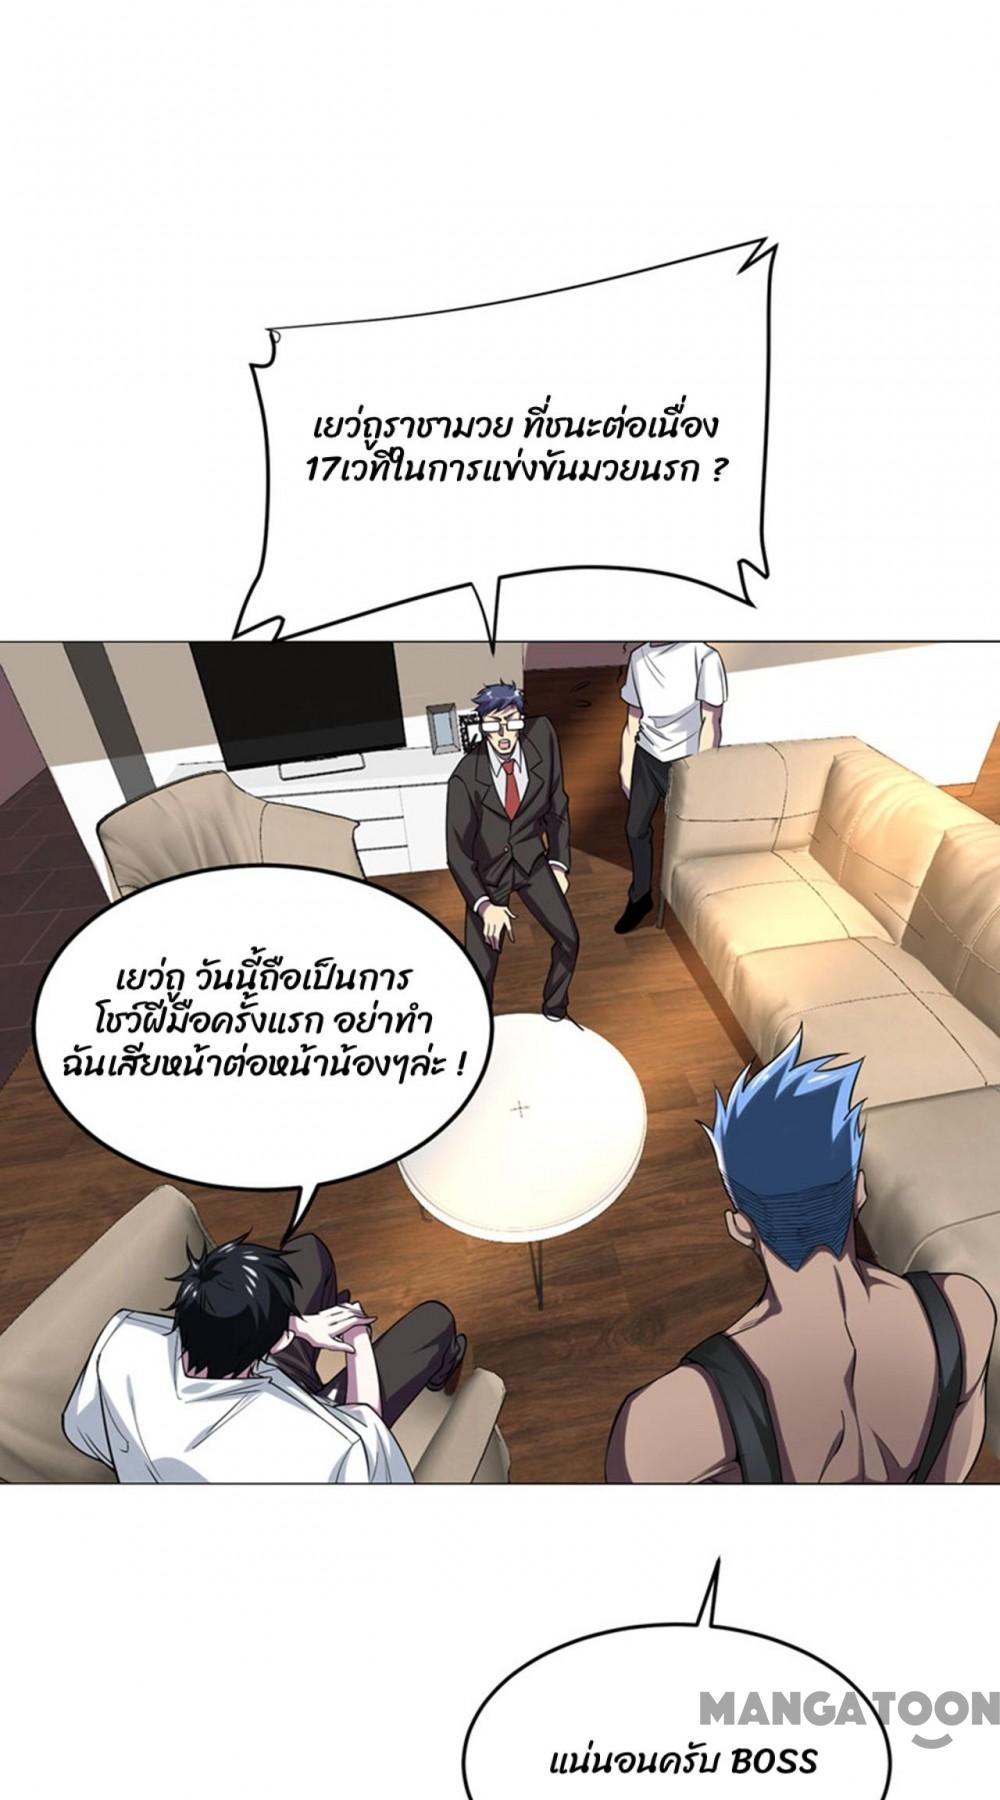 เยว่ถูราชามวย ที่ชนะต่อเนื่อง
17เวทีในการแข่งขันมวยนรก ?
เยว่ถู วันนี้ถือเป็นการ
โชว์ฝีมือครั้งแรก อย่าทำ
ฉันเสียหน้าต่อหน้าน้องๆล่ะ !
MANGATOON
แน่นอนครับ BOSS